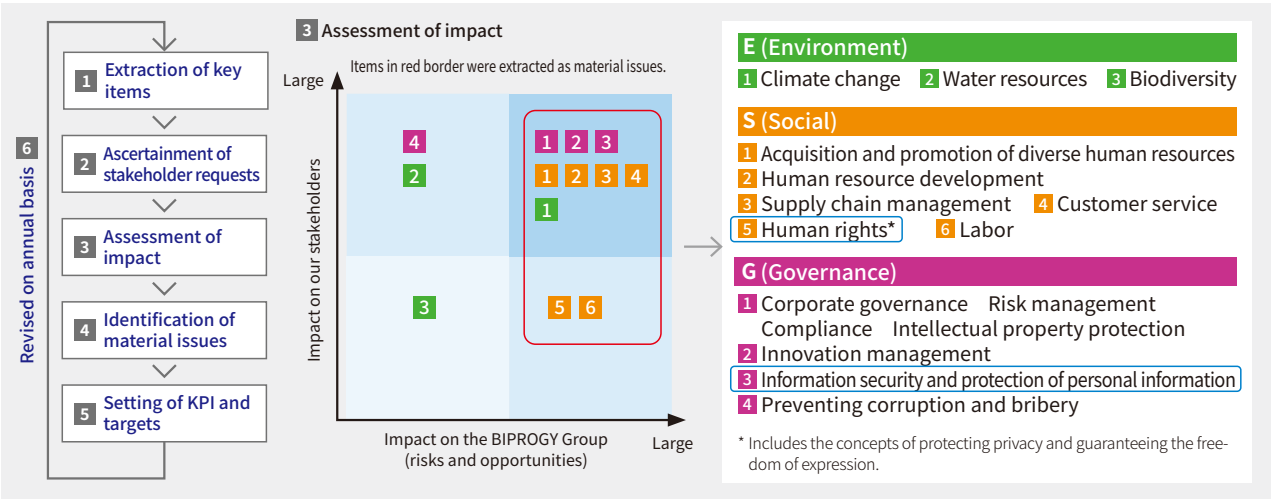 6
Revised on annual basis
1
Extraction of key
items
2
Ascertainment of
stakeholder requests
3
Assessment of
impact
4
Identification of
material issues
5
Setting of KPI and
targets
3 Assessment of impact
Items in red border were extracted as material issues.
Large
Impact on our stakeholders
4 1 2 3
2 1 2 3 4
1
3 5 6
Impact on the BIPROGY Group
(risks and opportunities)
Large
E (Environment)
1 Climate change 2 Water resources 3 Biodiversity
S (Social)
1 Acquisition and promotion of diverse human resources
2 Human resource development
3 Supply chain management 4 Customer service
5 Human rights* 6 Labor
G (Governance)
1 Corporate governance Risk management
Compliance Intellectual property protection
2 Innovation management
3 Information security and protection of personal information
4 Preventing corruption and bribery
* Includes the concepts of protecting privacy and guaranteeing the free-
dom of expression.